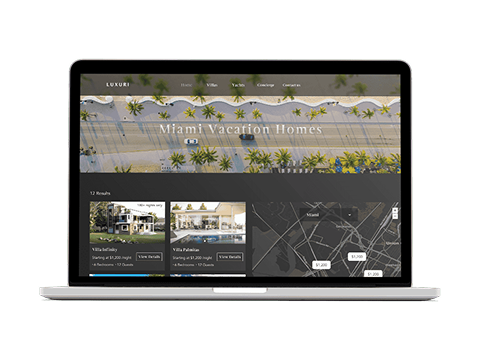 LUXURI
Home Villas Yachts Concierge Contact us
Miami Vacation Homes
12 Results
Miami
Villa Infinity
Starting at $1,200 /night
View Details
6 Bedrooms · 12 Guests
Villa Palmitas
Starting at $1,200 /night
View Details
6 Bedrooms · 12 Guests
$1,200
$1,200
$1,200